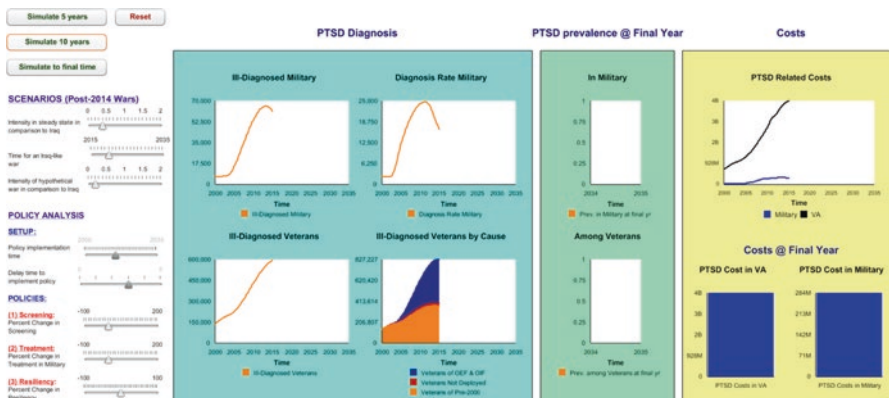 Simulate 5 years
Reset
Simulate 10 years
Simulate to final time
SCENARIOS (Post-2014 Wars)
0 0.5 1 1.5 2
Intensity in steady state in
comparison to Iraq
2015 2035
Time for an Iraq-like
war
0 0.5 1 1.5 2
Intensity of hypothetical
war in comparison to Iraq
POLICY ANALYSIS
SETUP:
Policy implementation
time
Delay time to
implement policy
POLICIES:
-100 200
(1) Screening:
Percent Change in
Screening
-100 200
(2) Treatment:
Percent Change in
Treatment in Military
-100 100
(3) Resiliency:
Percent Change in
PTSD Diagnosis
Ill-Diagnosed Military
70,000
52,500
35,000
17,500
0
2000 2005 2010 2015 2020 2025 2030 2035
Time
Ill-Diagnosed Military
Diagnosis Rate Military
25,000
18,750
12,500
6,250
0
2000 2005 2010 2015 2020 2025 2030 2035
Time
Diagnosis Rate Military
Ill-Diagnosed Veterans
600,000
450,000
300,000
150,000
0
2000 2005 2010 2015 2020 2025 2030 2035
Time
Ill-Diagnosed Veterans
Ill-Diagnosed Veterans by Cause
827,227
620,420
413,614
206,807
2000 2005 2010 2015 2020 2025 2030 2035
Time
Veterans of OEF & OIF
Veterans Not Deployed
Veterans of Pre-2000
PTSD prevalence @ Final Year
In Military
1
0.75
0.5
0.25
0
2034 2035
Time
Prev. in Military at final yr
Among Veterans
1
0.75
0.5
0.25
0
2034 2035
Time
Prev. among Veterans at final yr
Costs
PTSD Related Costs
4B
3B
2B
928M
0
2000 2005 2010 2015 2020 2025 2030 2035
Time
Military VA
Costs @ Final Year
PTSD Cost in VA
4B
3B
2B
928M
0
PTSD Costs in VA
PTSD Cost in Military
284M
213M
142M
71M
0
PTSD Costs in Military